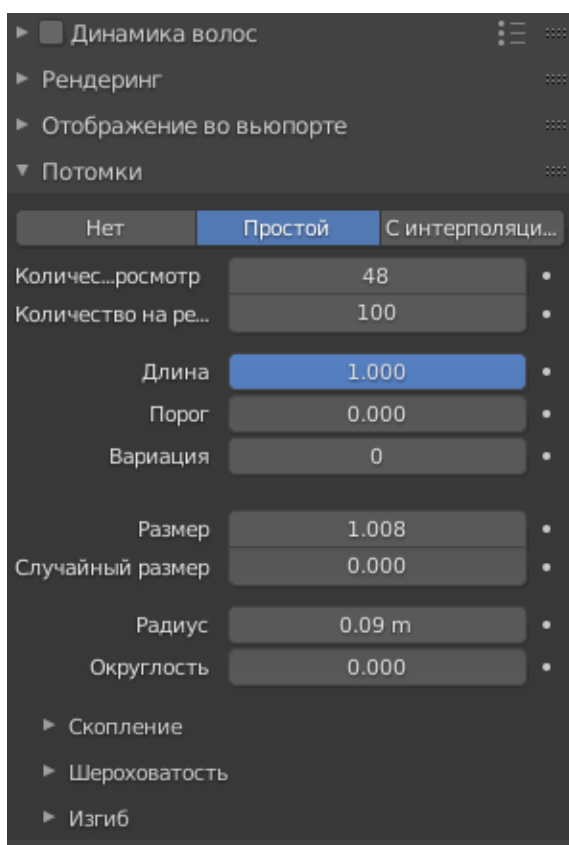 Динамика волос
Рендеринг
Отображение во вьюпорте
Потомки
Нет Простой С интерполяци...
Количес...росмотр 48
Количество на ре... 100
Длина 1.000
Порог 0.000
Вариация 0
Размер 1.008
Случайный размер 0.000
Радиус 0.09 m
Округлость 0.000
Скопление
Шероховатость
Изгиб